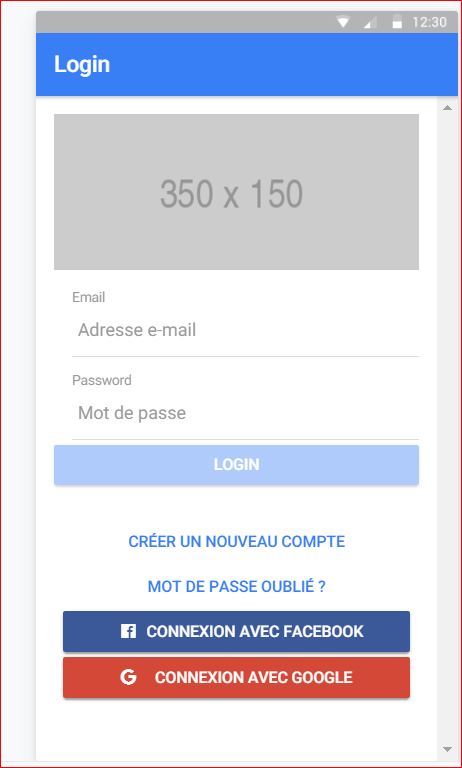 12:30
Login
350 x 150
Email
Adresse e-mail
Password
Mot de passe
LOGIN
CRÉER UN NOUVEAU COMPTE
MOT DE PASSE OUBLIÉ ?
CONNEXION AVEC FACEBOOK
CONNEXION AVEC GOOGLE